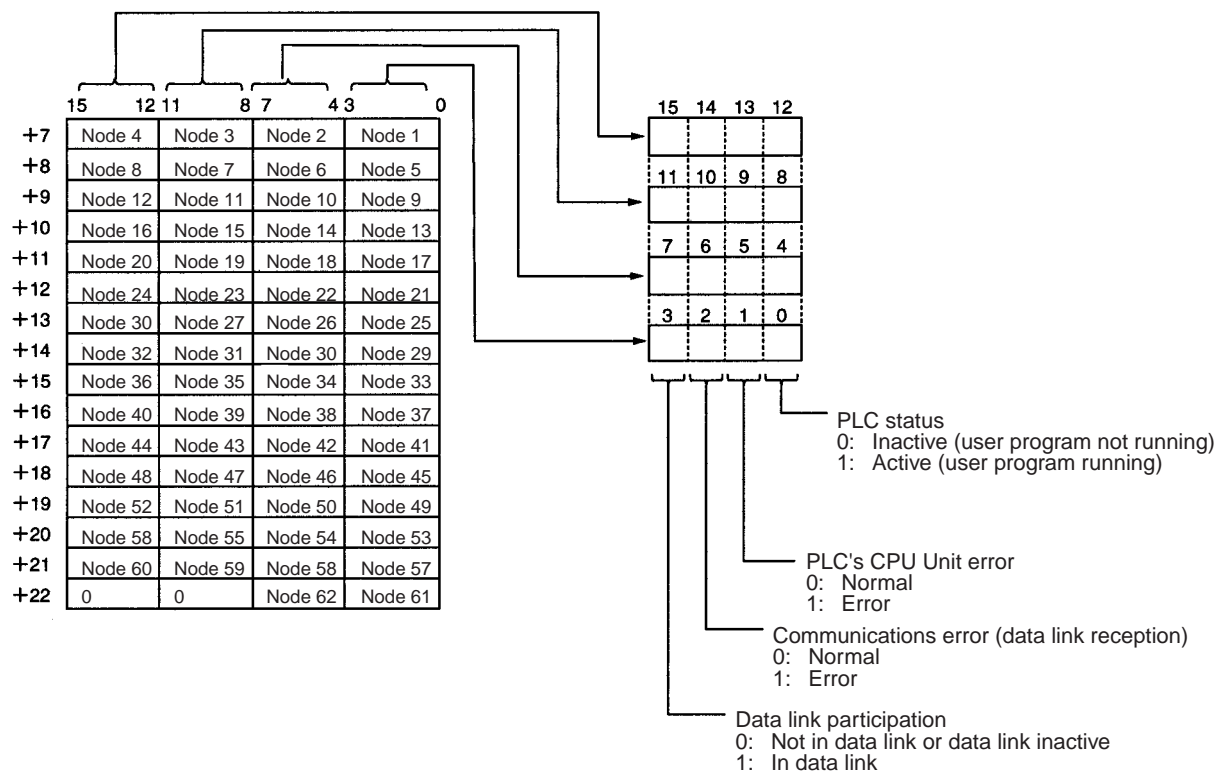 15 12 11 8 7 4 3 0
+7 Node 4 Node 3 Node 2 Node 1
+8 Node 8 Node 7 Node 6 Node 5
+9 Node 12 Node 11 Node 10 Node 9
+10 Node 16 Node 15 Node 14 Node 13
+11 Node 20 Node 19 Node 18 Node 17
+12 Node 24 Node 23 Node 22 Node 21
+13 Node 30 Node 27 Node 26 Node 25
+14 Node 32 Node 31 Node 30 Node 29
+15 Node 36 Node 35 Node 34 Node 33
+16 Node 40 Node 39 Node 38 Node 37
+17 Node 44 Node 43 Node 42 Node 41
+18 Node 48 Node 47 Node 46 Node 45
+19 Node 52 Node 51 Node 50 Node 49
+20 Node 58 Node 55 Node 54 Node 53
+21 Node 60 Node 59 Node 58 Node 57
+22 0 0 Node 62 Node 61
15 14 13 12
11 10 9 8
7 6 5 4
3 2 1 0
PLC status
0: Inactive (user program not running)
1: Active (user program running)
PLC's CPU Unit error
0: Normal
1: Error
Communications error (data link reception)
0: Normal
1: Error
Data link participation
0: Not in data link or data link inactive
1: In data link